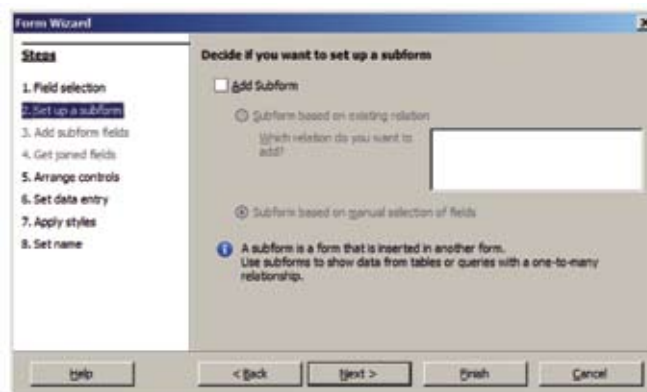 Form Wizard
Steps
1. Field selection
2. Set up a subform
3. Add subform fields
4. Get joined fields
5. Arrange controls
6. Set data entry
7. Apply styles
8. Set name
Decide if you want to set up a subform
Add Subform
Subform based on existing relation
Which relation do you want to
add?
Subform based on manual selection of fields
A subform is a form that is inserted in another form.
Use subforms to show data from tables or queries with a one-to-many
relationship.
Help
< Back
Next >
Finish
Cancel